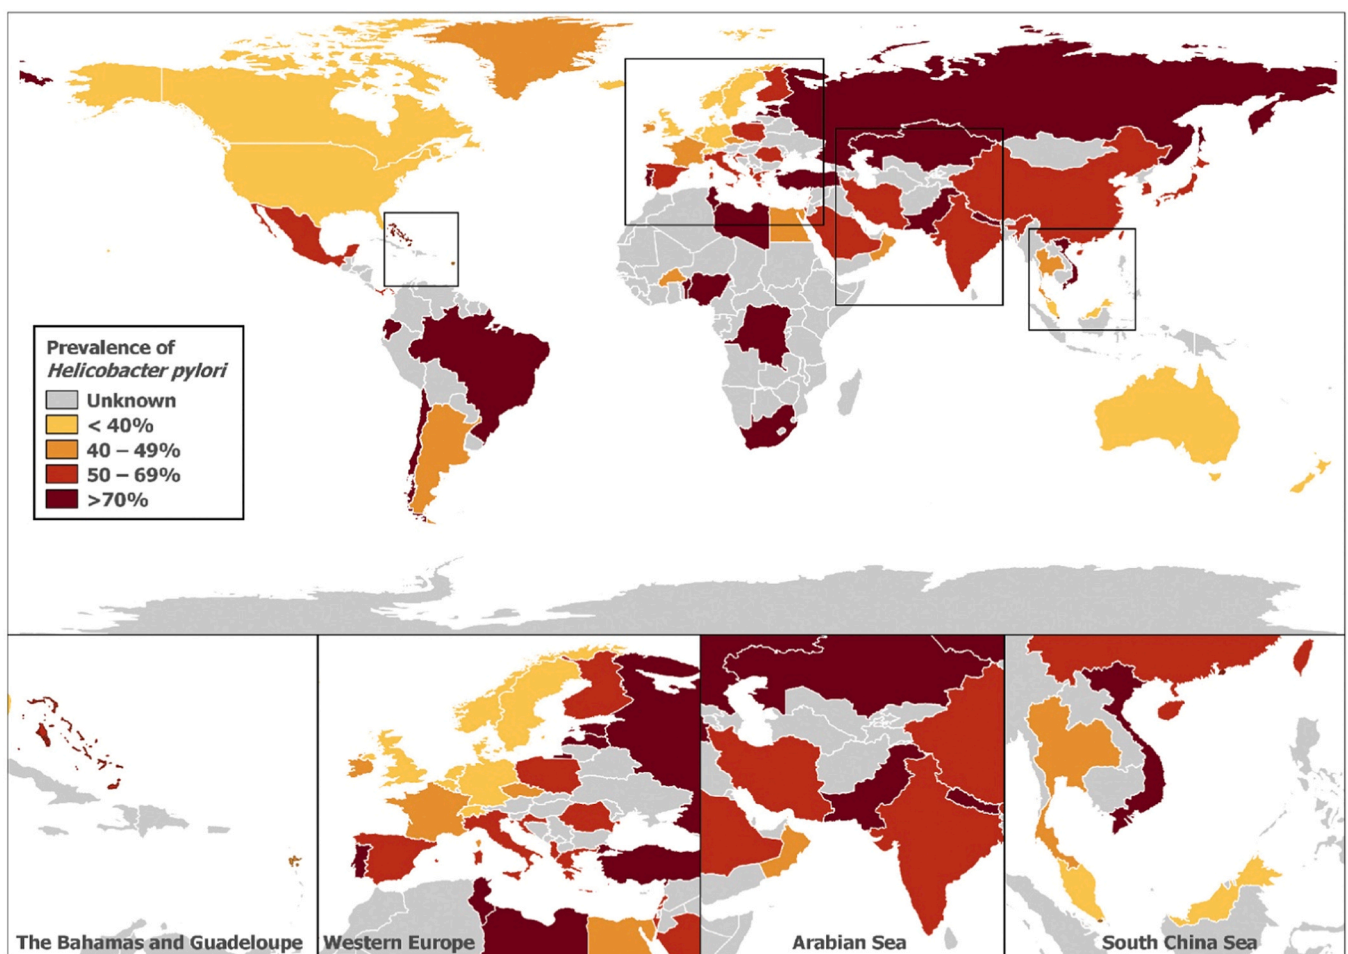 Prevalence of
Helicobacter pylori
Unknown
< 40%
40 – 49%
50 – 69%
>70%
The Bahamas and Guadeloupe
Western Europe
Arabian Sea
South China Sea